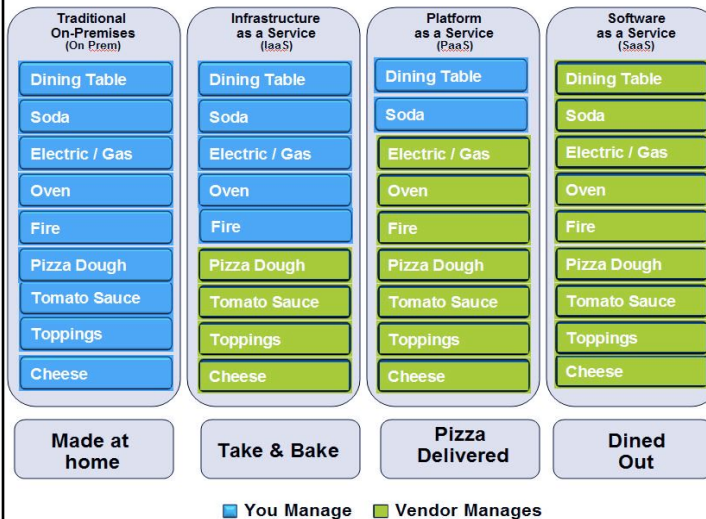 Traditional
On-Premises
(On Prem)
Dining Table
Soda
Electric / Gas
Oven
Fire
Pizza Dough
Tomato Sauce
Toppings
Cheese
Made at
home
Infrastructure
as a Service
(IaaS)
Dining Table
Soda
Electric / Gas
Oven
Fire
Pizza Dough
Tomato Sauce
Toppings
Cheese
Take & Bake
Platform
as a Service
(PaaS)
Dining Table
Soda
Electric / Gas
Oven
Fire
Pizza Dough
Tomato Sauce
Toppings
Cheese
Pizza
Delivered
Software
as a Service
(SaaS)
Dining Table
Soda
Electric / Gas
Oven
Fire
Pizza Dough
Tomato Sauce
Toppings
Cheese
Dined
Out
You Manage
Vendor Manages